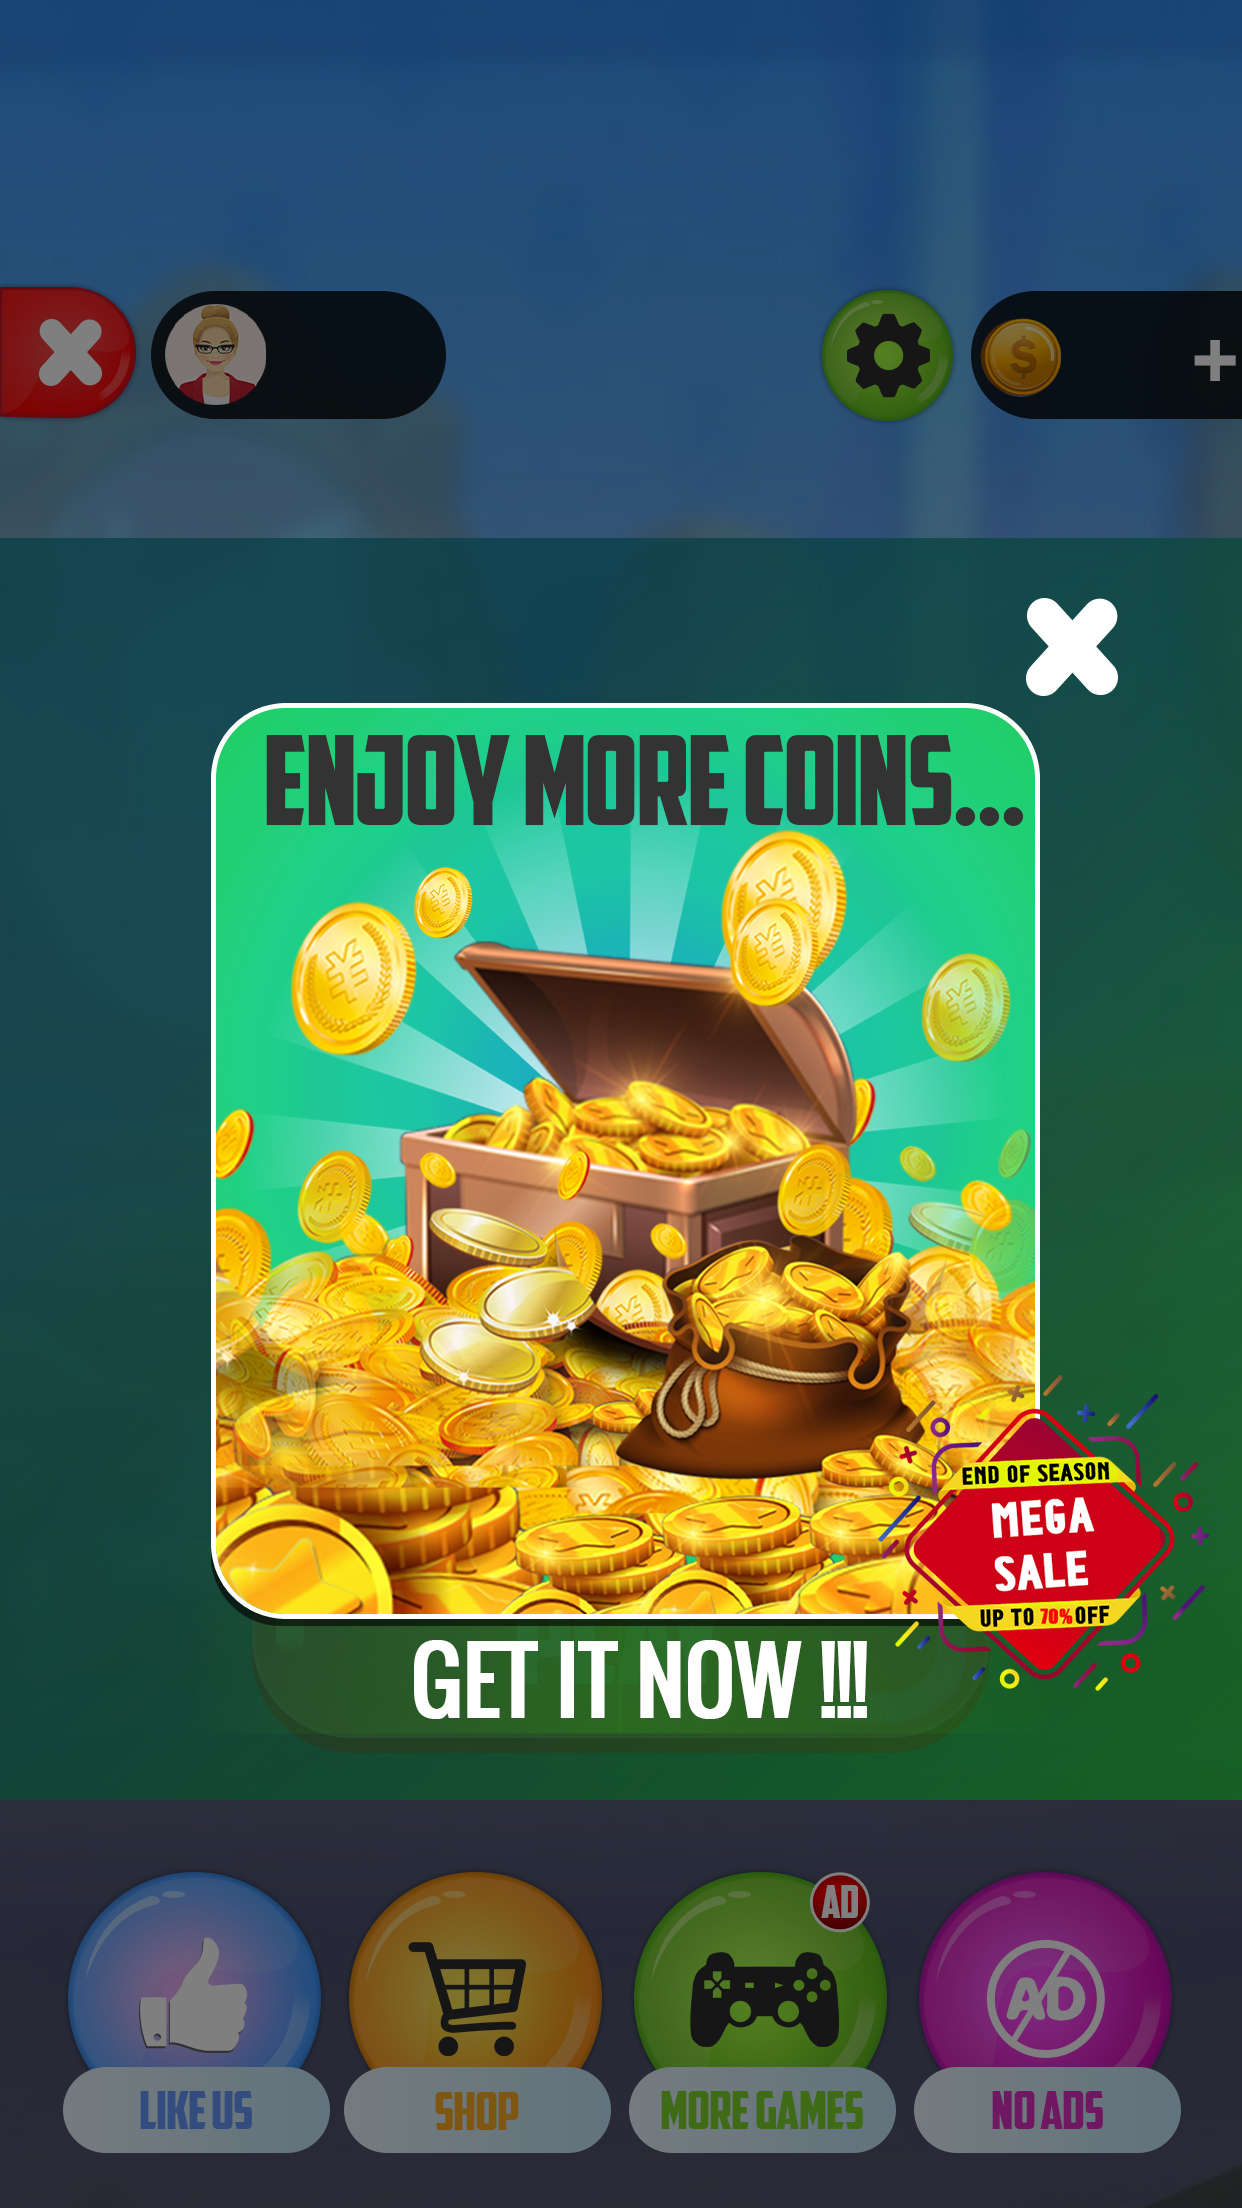 $
ENJOY MORE COINS...
END OF SEASON
MEGA
SALE
UP TO 70% OFF
GET IT NOW !!!
AD
AD
LIKE US
SHOP
MORE GAMES
NO ADS